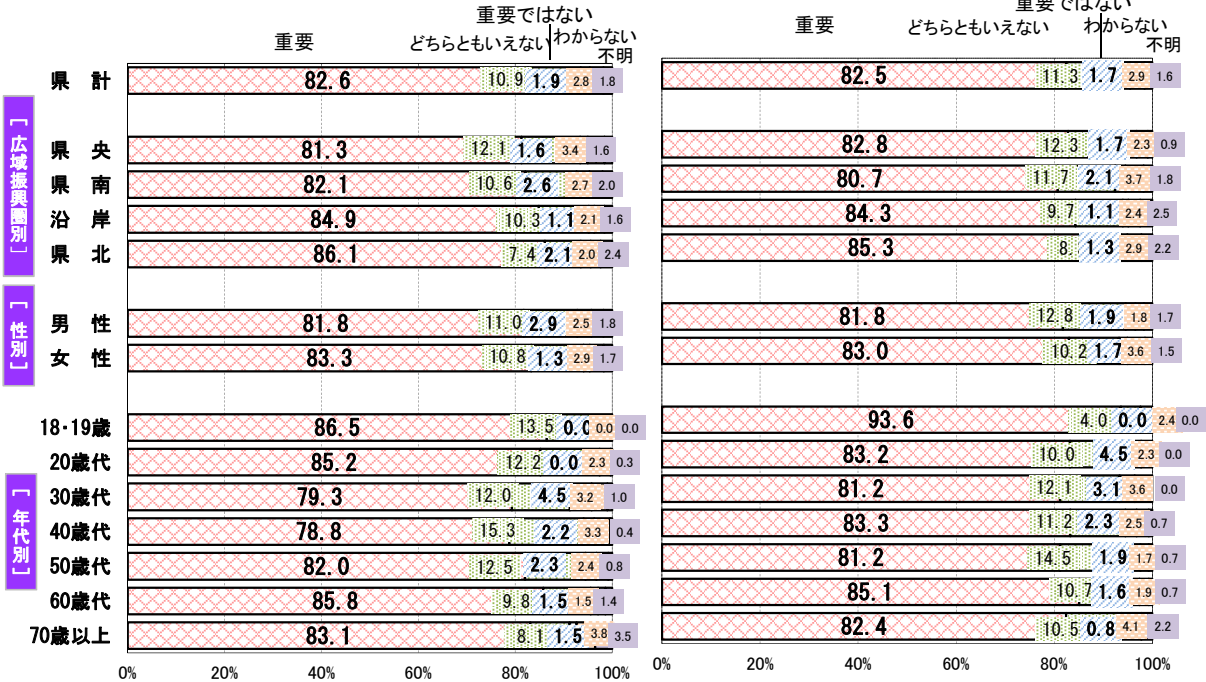 重要ではない 重要ではない
重要 どちらともいえない わからない 不明 重要 どちらともいえない わからない 不明
県 計 82.6 10.9 1.9 2.8 1.8 82.5 11.3 1.7 2.9 1.6
[広域振興圏別]
県 央 81.3 12.1 1.6 3.4 1.6 82.8 12.3 1.7 2.3 0.9
県 南 82.1 10.6 2.6 2.7 2.0 80.7 11.7 2.1 3.7 1.8
沿 岸 84.9 10.3 1.1 2.1 1.6 84.3 9.7 1.1 2.4 2.5
県 北 86.1 7.4 2.1 2.0 2.4 85.3 8. 1.3 2.9 2.2
[性別]
男 性 81.8 11.0 2.9 2.5 1.8 81.8 12.8 1.9 1.8 1.7
女 性 83.3 10.8 1.3 2.9 1.7 83.0 10.2 1.7 3.6 1.5
18・19歳 86.5 13.5 0.0 0.0 0.0 93.6 4.0 0.0 2.4 0.0
20歳代 85.2 12.2 0.0 2.3 0.3 83.2 10.0 4.5 2.3 0.0
[年代別]
30歳代 79.3 12.0 4.5 3.2 1.0 81.2 12.1 3.1 3.6 0.0
40歳代 78.8 15.3 2.2 3.3 0.4 83.3 11.2 2.3 2.5 0.7
50歳代 82.0 12.5 2.3 2.4 0.8 81.2 14.5 1.9 1.7 0.7
60歳代 85.8 9.8 1.5 1.5 1.4 85.1 10.7 1.6 1.9 0.7
70歳以上 83.1 8.1 1.5 3.8 3.5 82.4 10.5 0.8 4.1 2.2
0% 20% 40% 60% 80% 100% 0% 20% 40% 60% 80% 100%